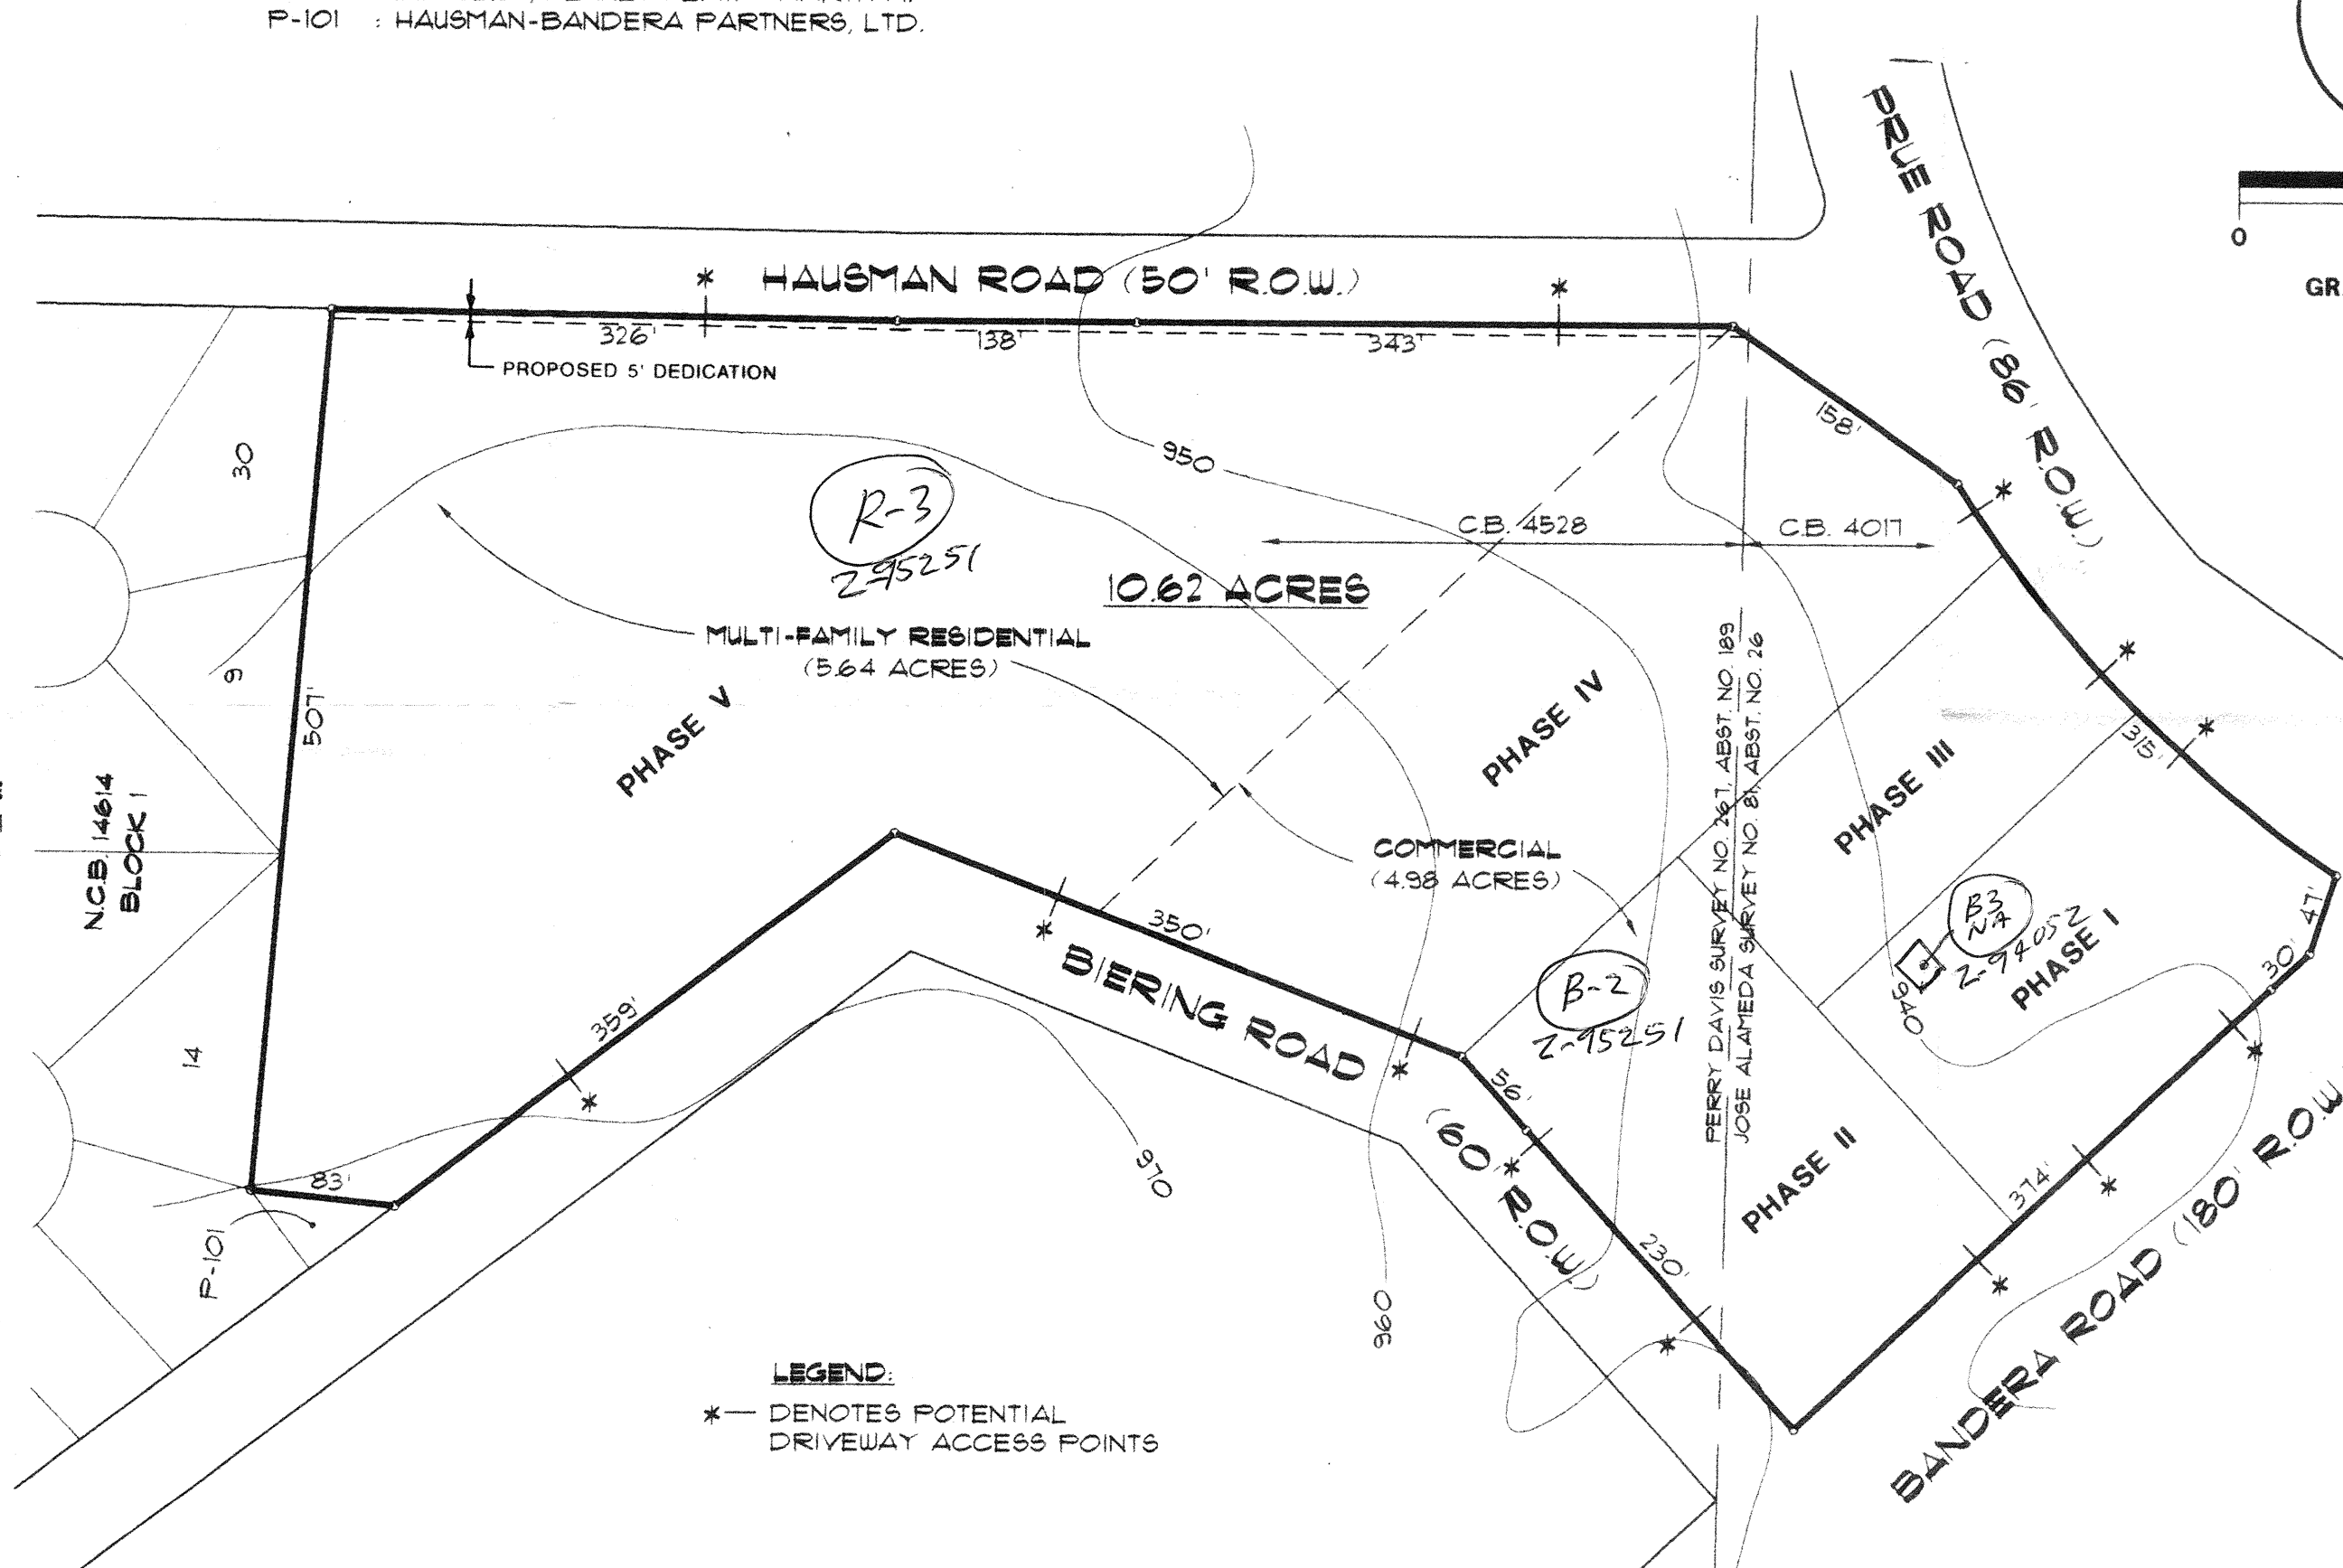 P-101 : HAUSMAN-BANDERA PARTNERS, LTD.
HAUSMAN ROAD (50' R.O.W.)
PRUE ROAD (86' R.O.W.)
0
GR
326'
138'
343'
PROPOSED 5' DEDICATION
158'
30
950
R-3
Z-95251
C.B. 4528
C.B. 4017
10.62 ACRES
MULTI-FAMILY RESIDENTIAL
(5.64 ACRES)
9
507'
PHASE V
PHASE IV
PHASE III
315'
PERRY DAVIS SURVEY NO. 267, ABST. NO. 189
JOSE ALAMEDA SURVEY NO. 81, ABST. NO. 26
N.C.B. 14614
BLOCK 1
COMMERCIAL
(4.98 ACRES)
B3
NA
Z-94052
PHASE I
47'
30'
940
350'
BIERING ROAD
(60' R.O.W.)
B-2
Z-95251
359'
14
56'
970
PHASE II
374'
83'
P-101
230'
960
BANDERA ROAD (180' R.O.W.
LEGEND:
*— DENOTES POTENTIAL
DRIVEWAY ACCESS POINTS